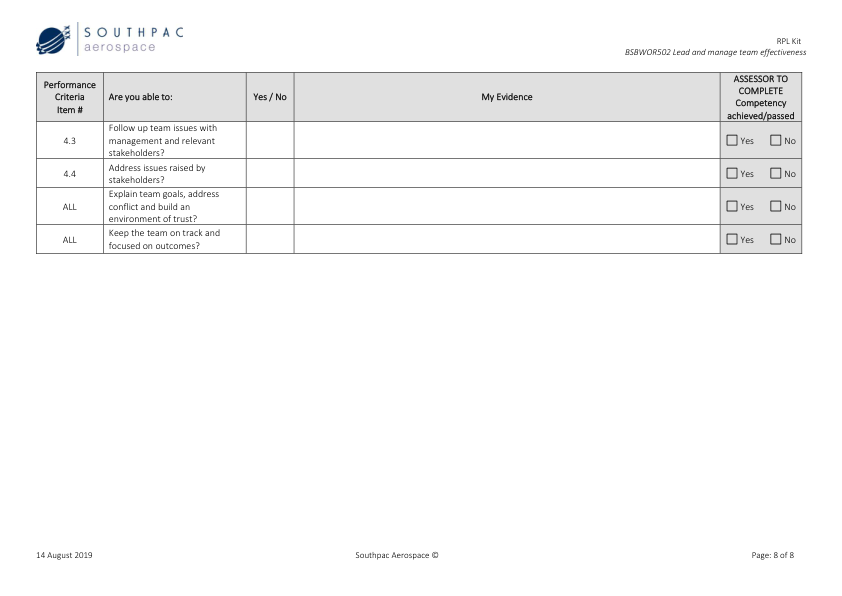 SOUTHPAC
aerospace
RPL Kit
BSBWOR502 Lead and manage team effectiveness
Performance
Criteria
Item #
Are you able to:
Yes / No
My Evidence
ASSESSOR TO
COMPLETE
Competency
achieved/passed
4.3
Follow up team issues with
management and relevant
stakeholders?
Yes No
4.4
Address issues raised by
stakeholders?
Yes No
ALL
Explain team goals, address
conflict and build an
environment of trust?
Yes No
ALL
Keep the team on track and
focused on outcomes?
Yes No
14 August 2019
Southpac Aerospace ©
Page: 8 of 8